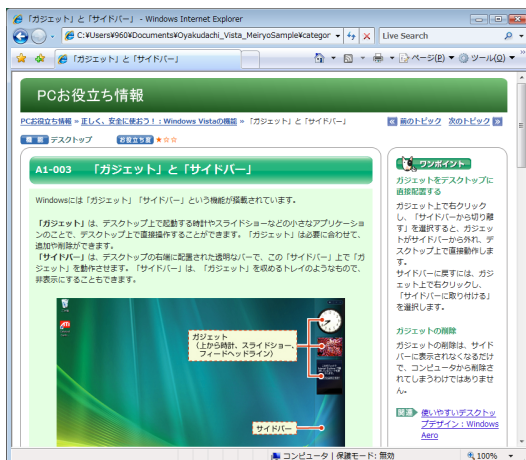 「ガジェット」と「サイドバー」 - Windows Internet Explorer
C:¥Users¥960¥Documents¥Oyakudachi_Vista_MeiryoSample¥categor
Live Search
「ガジェット」と「サイドバー」
ページ(P) ツール(O) »
PCお役立ち情報
PCお役立ち情報 » 正しく、安全に使おう！：Windows Vistaの機能 » 「ガジェット」と「サイドバー」
前のトピック 次のトピック
デスクトップ お役立ち度 ★☆☆
A1-003 「ガジェット」と「サイドバー」
Windowsには「ガジェット」「サイドバー」という機能が搭載されています。
「ガジェット」は、デスクトップ上で起動する時計やスライドショーなどの小さなアプリケーショ
ンのことで、デスクトップ上で直接操作することができます。「ガジェット」は必要に合わせて、
追加や削除ができます。
「サイドバー」は、デスクトップの右端に配置された透明なバーで、この「サイドバー」上で「ガ
ジェット」を動作させます。「サイドバー」は、「ガジェット」を収めるトレイのようなもので、
非表示にすることもできます。
ガジェット
（上から時計、スライドショー、
フィードヘッドライン）
サイドバー
ワンポイント
ガジェットをデスクトップに
直接配置する
ガジェット上で右クリック
し、「サイドバーから切り離
す」を選択すると、ガジェッ
トがサイドバーから外れ、デ
スクトップ上で直接動作しま
す。
サイドバーに戻すには、ガジ
ェット上で右クリックし、
「サイドバーに取り付ける」
を選択します。
ガジェットの削除
ガジェットの削除は、サイド
バーに表示されなくなるだけ
で、コンピュータから削除さ
れてしまうわけではありませ
ん。
関連 使いやすいデスクトッ
プデザイン：Windows
Aero
コンピュータ | 保護モード: 無効
100%